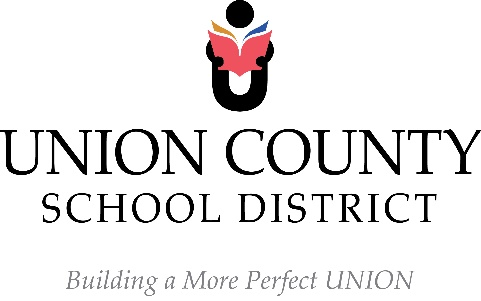 UNION COUNTY
SCHOOL DISTRICT
Building a More Perfect UNION